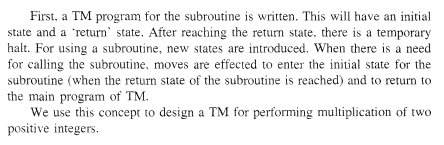 First, a TM program for the subroutine is written. This will have an initial
state and a 'return' state. After reaching the return state, there is a temporary
halt. For using a subroutine, new states are introduced. When there is a need
for calling the subroutine, moves are effected to enter the initial state for the
subroutine (when the return state of the subroutine is reached) and to return to
the main program of TM.
We use this concept to design a TM for performing multiplication of two
positive integers.